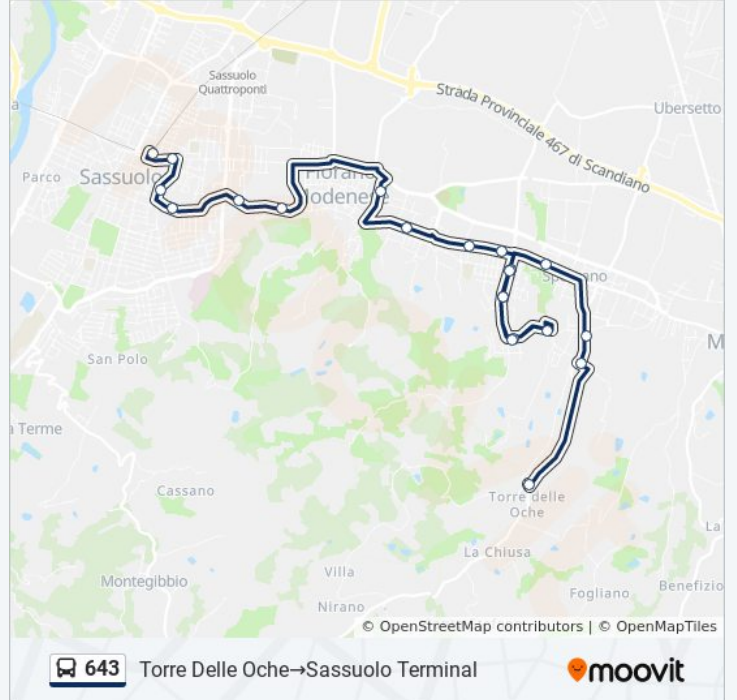 Sassuolo
Quattroponti
Strada Provinciale 467 di Scandiano
Ubersetto
a
Parco
Sassuolo
Modenese
San Polo
M
a Terme
Cassano
Torre delle
Oche
La
La Chiusa
Villa
Montegibbio
Fogliano
Benefizio
Nirano
© OpenStreetMap contributors | © OpenMapTiles
643 Torre Delle Oche→Sassuolo Terminal
moovit